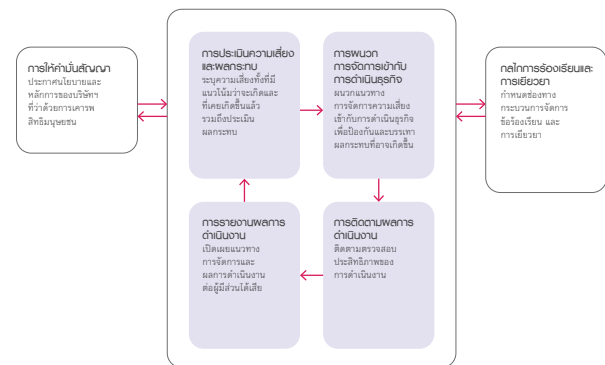 การให้คำมั่นสัญญา
ประกาศนโยบายและ
หลักการของบริษัทฯ
ที่ว่าด้วยการเคารพ
สิทธิมนุษยชน
การประเมินความเสี่ยง
และผลกระทบ
ระบุความเสี่ยงทั้งที่มี
แนวโน้มว่าจะเกิดและ
ที่เคยเกิดขึ้นแล้ว
รวมถึงประเมิน
ผลกระทบ
การผนวก
การจัดการเข้ากับ
การดำเนินธุรกิจ
ผนวกแนวทาง
การจัดการความเสี่ยง
เข้ากับการดำเนินธุรกิจ
เพื่อป้องกันและบรรเทา
ผลกระทบที่อาจเกิดขึ้น
กลไกการร้องเรียนและ
การเยียวยา
กำหนดช่องทาง
กระบวนการจัดการ
ข้อร้องเรียน และ
การเยียวยา
การรายงานผลการ
ดำเนินงาน
เปิดเผยแนวทาง
การจัดการและ
ผลการดำเนินงาน
ต่อผู้มีส่วนได้เสีย
การติดตามผลการ
ดำเนินงาน
ติดตามตรวจสอบ
ประสิทธิภาพของ
การดำเนินงาน